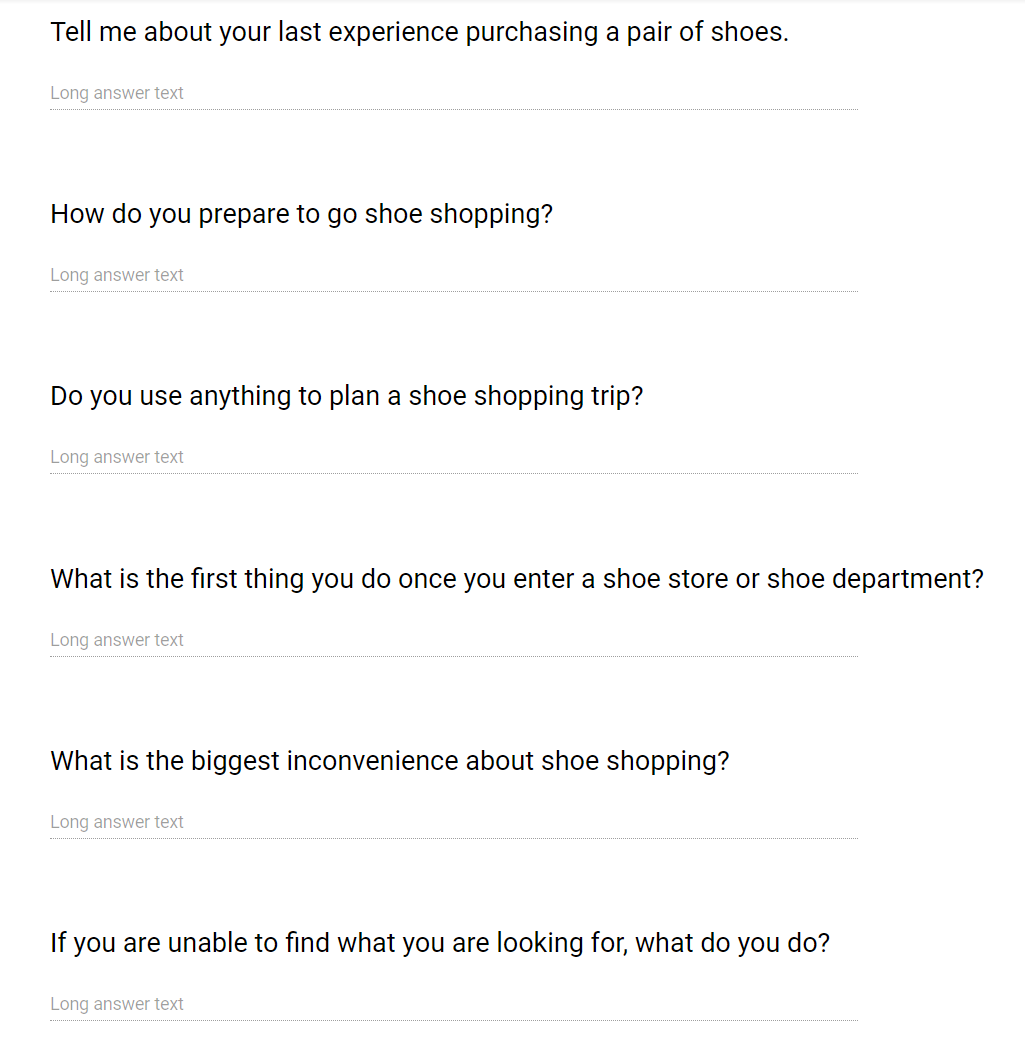 Tell me about your last experience purchasing a pair of shoes.
Long answer text
How do you prepare to go shoe shopping?
Long answer text
Do you use anything to plan a shoe shopping trip?
Long answer text
What is the first thing you do once you enter a shoe store or shoe department?
Long answer text
What is the biggest inconvenience about shoe shopping?
Long answer text
If you are unable to find what you are looking for, what do you do?
Long answer text